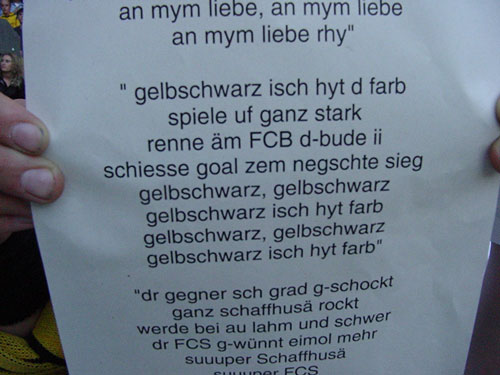 an mym liebe, an mym liebe
an mym liebe rhy"
" gelbschwarz isch hyt d farb
spiele uf ganz stark
renne äm FCB d-bude ii
schiesse goal zem negschte sieg
gelbschwarz, gelbschwarz
gelbschwarz isch hyt farb
gelbschwarz, gelbschwarz
gelbschwarz isch hyt farb"
"dr gegner sch grad g-schockt
ganz schaffhusä rockt
werde bei au lahm und schwer
dr FCS g-wünnt eimol mehr
suuuper Schaffhusä
suuuper FCS